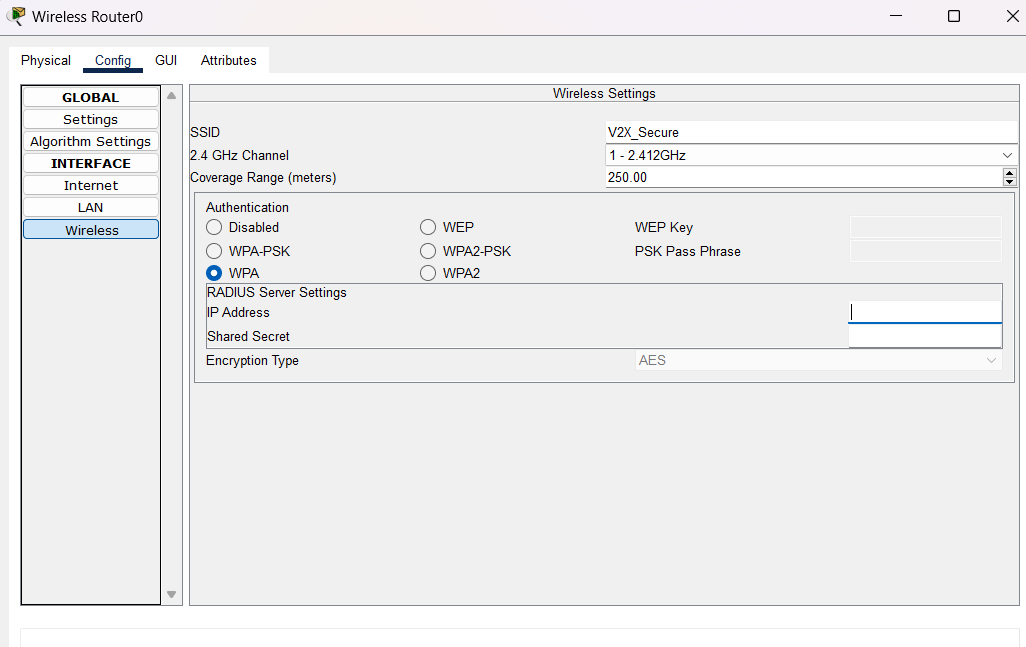 Wireless Router0
Physical Config GUI Attributes
GLOBAL
Settings
Algorithm Settings
INTERFACE
Internet
LAN
Wireless
Wireless Settings
SSID V2X_Secure
2.4 GHz Channel 1 - 2.412GHz
Coverage Range (meters) 250.00
Authentication
Disabled WEP WEP Key
WPA-PSK WPA2-PSK PSK Pass Phrase
WPA WPA2
RADIUS Server Settings
IP Address
Shared Secret
Encryption Type AES